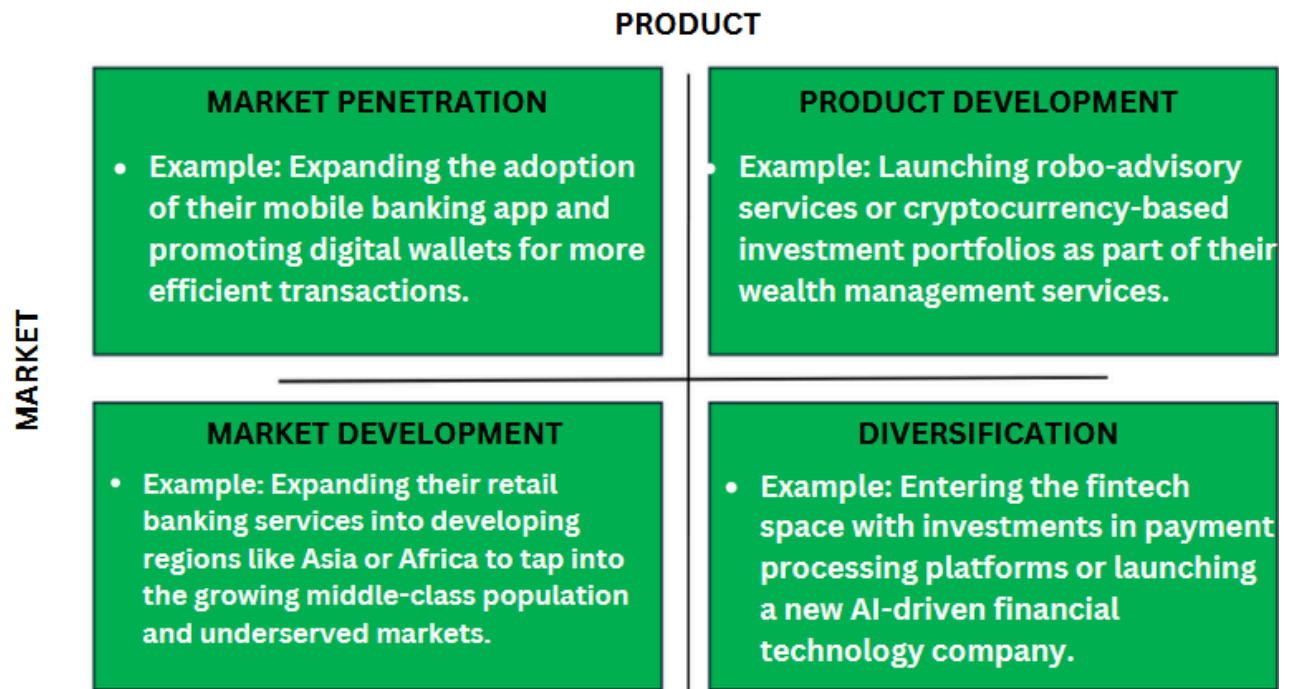 PRODUCT
MARKET
MARKET PENETRATION
• Example: Expanding the adoption
of their mobile banking app and
promoting digital wallets for more
efficient transactions.
PRODUCT DEVELOPMENT
• Example: Launching robo-advisory
services or cryptocurrency-based
investment portfolios as part of their
wealth management services.
MARKET DEVELOPMENT
• Example: Expanding their retail
banking services into developing
regions like Asia or Africa to tap into
the growing middle-class population
and underserved markets.
DIVERSIFICATION
• Example: Entering the fintech
space with investments in payment
processing platforms or launching
a new AI-driven financial
technology company.